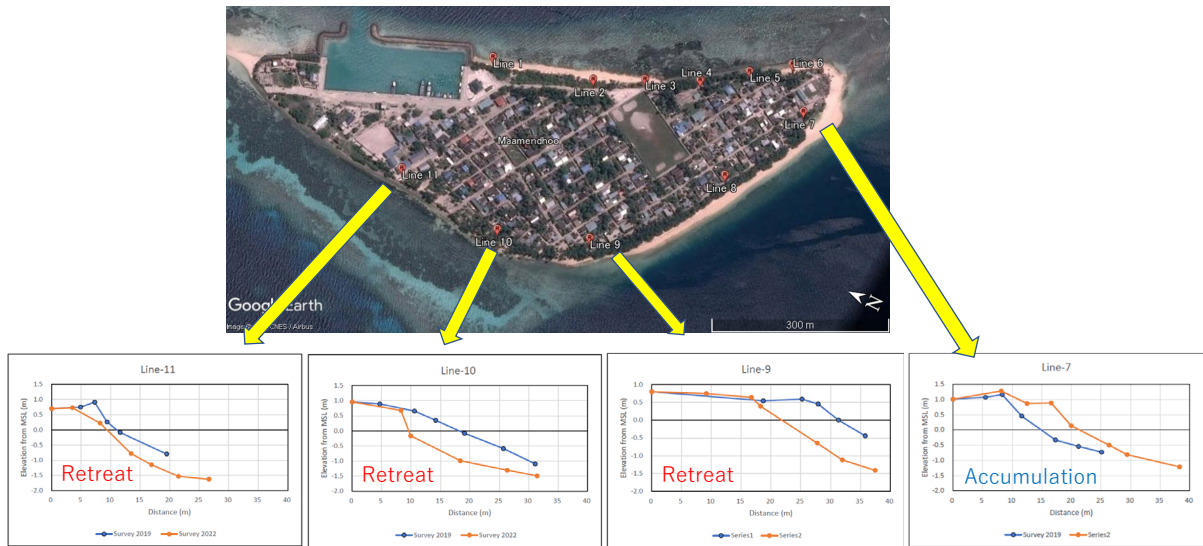 Line 1
Line 2
Line 3
Line 4
Line 5
Line 6
Line 7
Maamendhoo
Line 11
Line 8
Line 10
Line 9
Google Earth
N
300 m
Line-11
Elevation from MSL (m)
1.5
1.0
0.5
0.0
-0.5
-1.0
-1.5
-2.0
0 5 10 15 20 25 30 35 40
Retreat
Distance (m)
Survey 2019 Survey 2022
Line-10
Elevation from MSL (m)
1.5
1.0
0.5
0.0
-0.5
-1.0
-1.5
-2.0
0 5 10 15 20 25 30 35 40
Retreat
Distance (m)
Survey 2019 Survey 2022
Line-9
Elevation from MSL (m)
1.0
0.5
0.0
-0.5
-1.0
-1.5
-2.0
0 5 10 15 20 25 30 35 40
Retreat
Distance (m)
Series1 Series2
Line-7
Elevation from MSL (m)
1.5
1.0
0.5
0.0
-0.5
-1.0
-1.5
-2.0
0 5 10 15 20 25 30 35 40
Accumulation
Distance (m)
Survey 2019 Series2